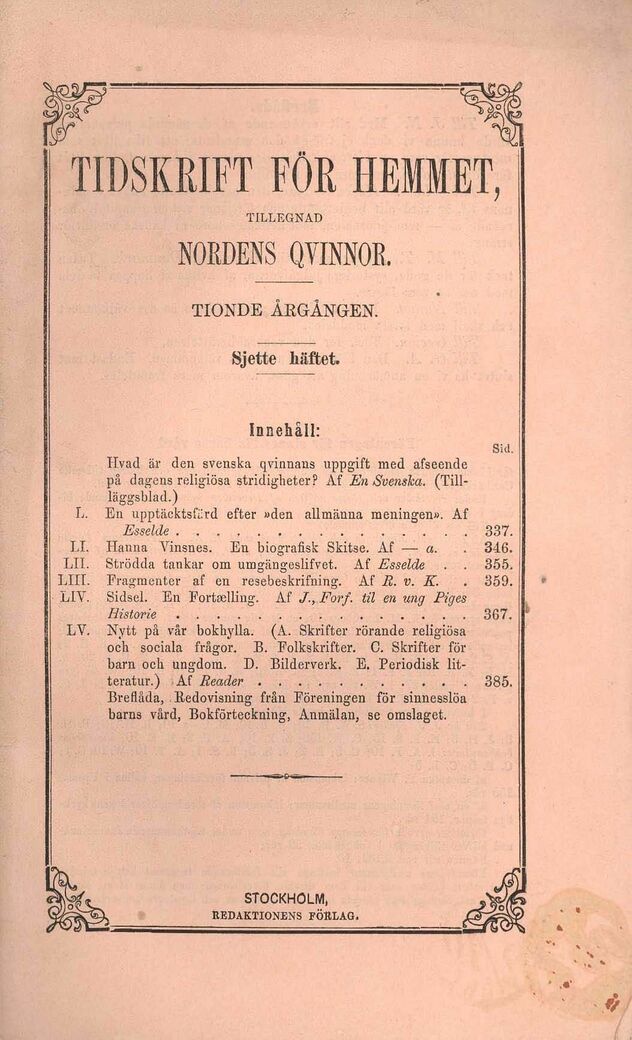 TIDSKRIFT FÖR HEMMET,
TILLEGNAD
NORDENS QVINNOR.
TIONDE ÅRGÅNGEN.
Sjette häftet.
Innehåll:
Sid.
Hvad är den svenska qvinnans uppgift med afseende
på dagens religiösa stridigheter? Af En Svenska. (Till-
läggsblad.)
L. En upptäcktsfärd efter »den allmänna meningen». Af
Esselde . . . . . . . . . . . . . . . . 337.
LI. Hanna Vinsnes. En biografisk Skitse. Af — a. . 346.
LII. Strödda tankar om umgängeslifvet. Af Esselde . . 355.
LIII. Fragmenter af en resebeskrifning. Af R. v. K. . 359.
LIV. Sidsel. En Fortælling. Af J., Forf. til en ung Piges
Historie . . . . . . . . . . . . . . . . 367.
LV. Nytt på vår bokhylla. (A. Skrifter rörande religiösa
och sociala frågor. B. Folkskrifter. C. Skrifter för
barn och ungdom. D. Bilderverk. E. Periodisk lit-
teratur.) Af Reader . . . . . . . . . . . 385.
Breflåda, Redovisning från Föreningen för sinnesslöa
barns vård, Bokförteckning, Anmälan, se omslaget.
STOCKHOLM,
REDAKTIONENS FÖRLAG.